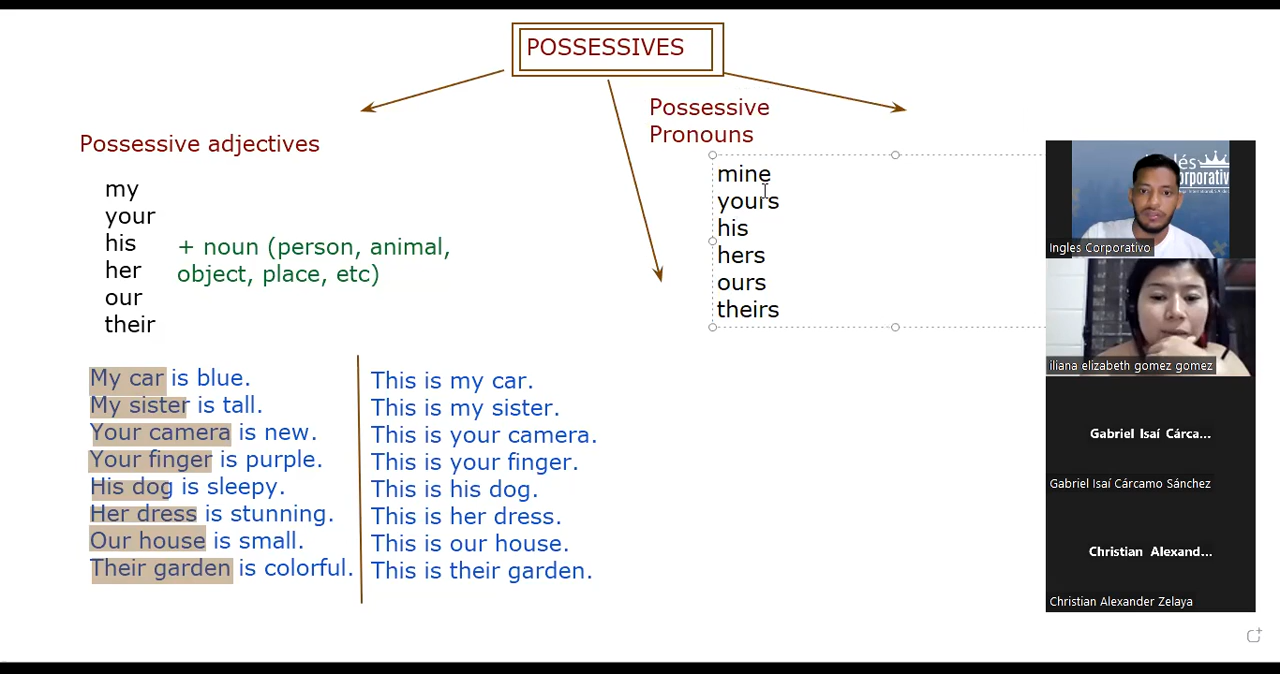 POSSESSIVES
Possessive adjectives
my
your
his
her
our
their
+ noun (person, animal,
object, place, etc)
My car is blue.
My sister is tall.
Your camera is new.
Your finger is purple.
His dog is sleepy.
Her dress is stunning.
Our house is small.
Their garden is colorful.
This is my car.
This is my sister.
This is your camera.
This is your finger.
This is his dog.
This is her dress.
This is our house.
This is their garden.
Possessive
Pronouns
mine
yours
his
hers
ours
theirs
Ingles Corporativo
iliana elizabeth gomez gomez
Gabriel Isaí Cárca...
Gabriel Isaí Cárcamo Sánchez
Christian Alexand...
Christian Alexander Zelaya